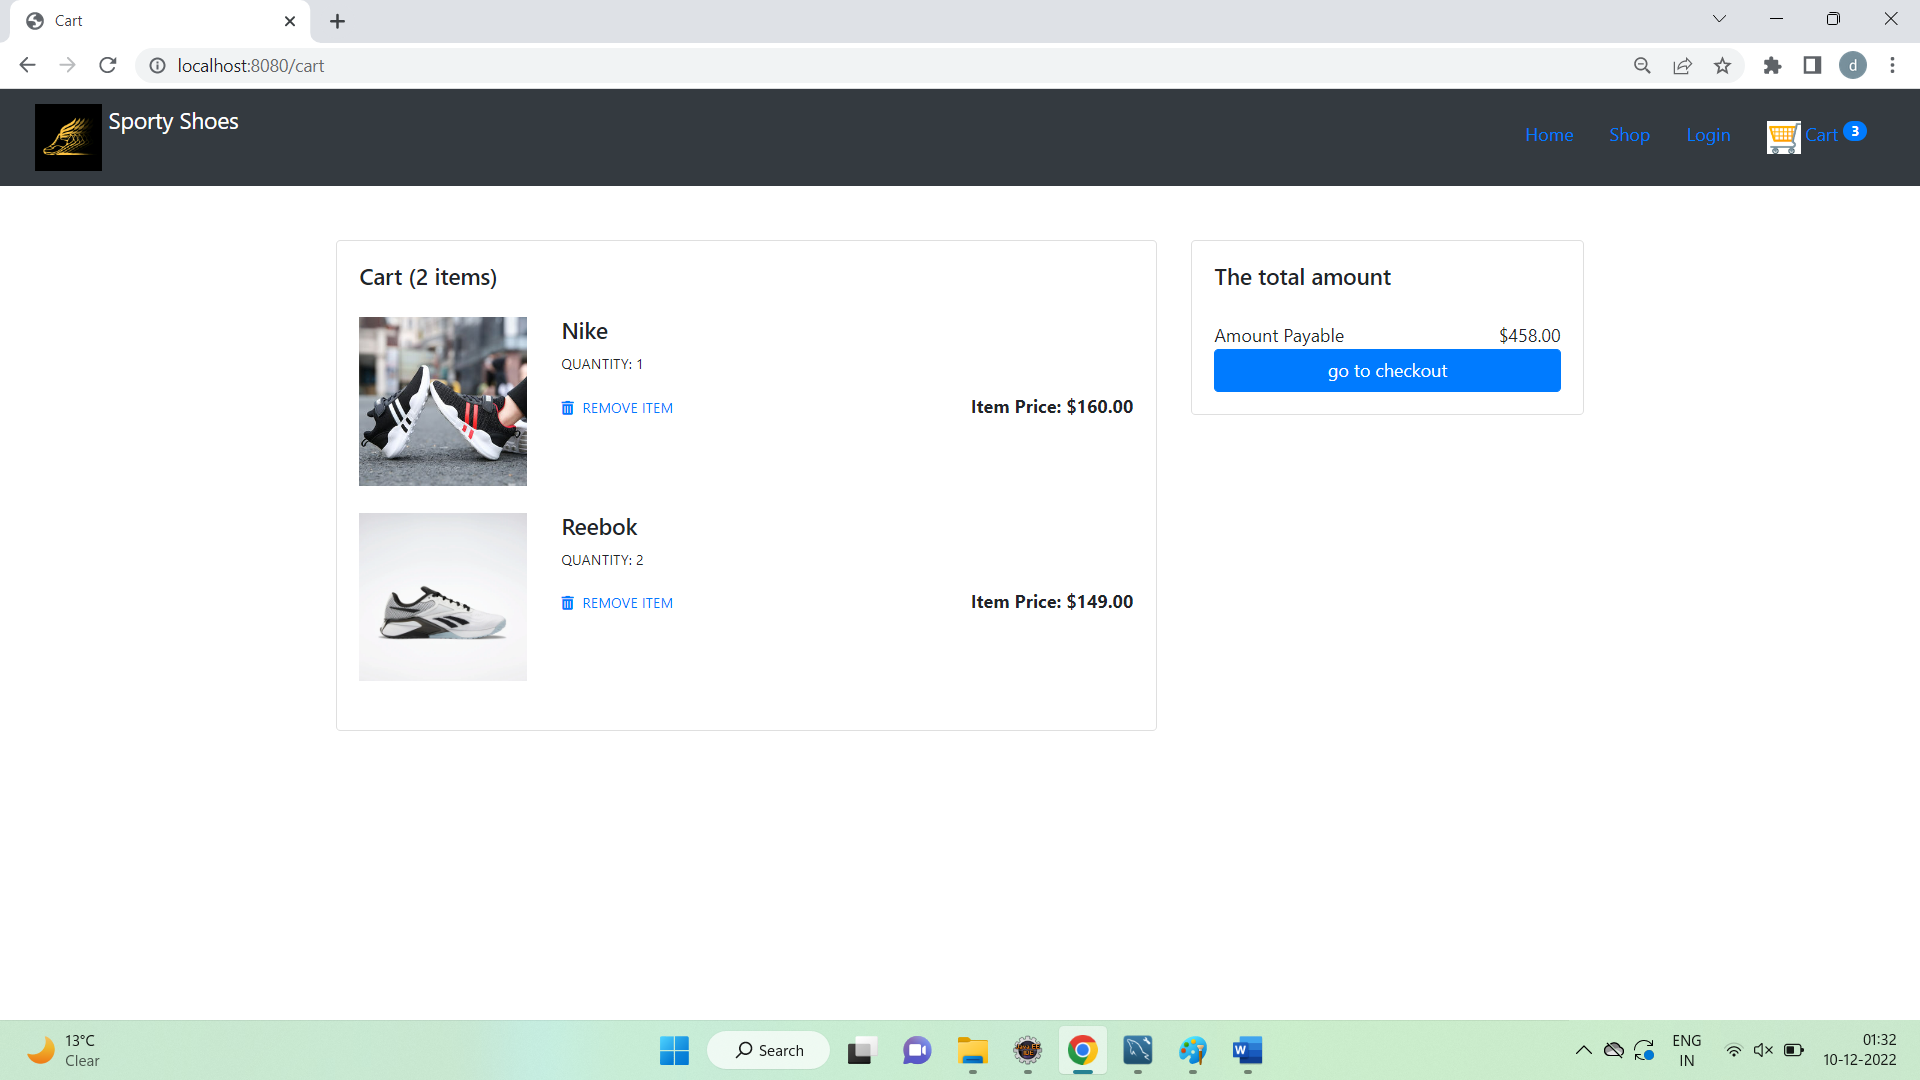 Cart
localhost:8080/cart
d
Sporty Shoes
Home
Shop
Login
Cart 3
Cart (2 items)
Nike
QUANTITY: 1
REMOVE ITEM
Item Price: $160.00
Reebok
QUANTITY: 2
REMOVE ITEM
Item Price: $149.00
The total amount
Amount Payable $458.00
go to checkout
13°C
Clear
Search
W
ENG
IN
01:32
10-12-2022